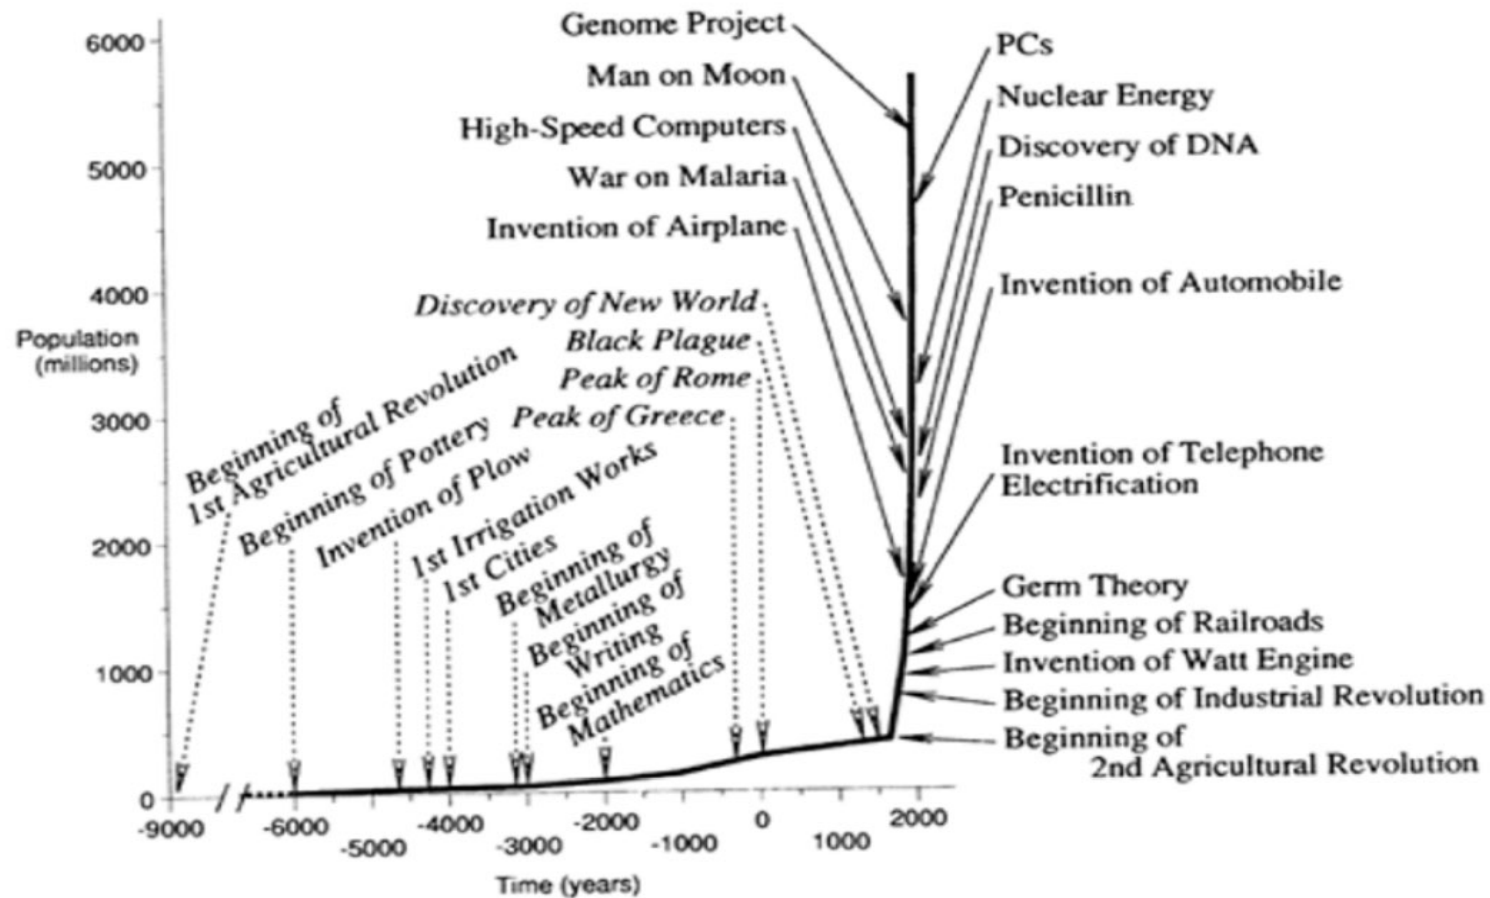 6000
5000
4000
3000
2000
1000
0
Population
(millions)
Genome Project
Man on Moon
High-Speed Computers
War on Malaria
Invention of Airplane
Discovery of New World
Black Plague
Peak of Rome
Peak of Greece
Beginning of
1st Agricultural Revolution
Beginning of Pottery
Invention of Plow
1st Irrigation Works
1st Cities
Beginning of
Metallurgy
Beginning of
Writing
Beginning of
Mathematics
PCs
Nuclear Energy
Discovery of DNA
Penicillin
Invention of Automobile
Invention of Telephone
Electrification
Germ Theory
Beginning of Railroads
Invention of Watt Engine
Beginning of Industrial Revolution
Beginning of
2nd Agricultural Revolution
-9000
-6000
-5000
-4000
-3000
-2000
-1000
0
1000
2000
Time (years)